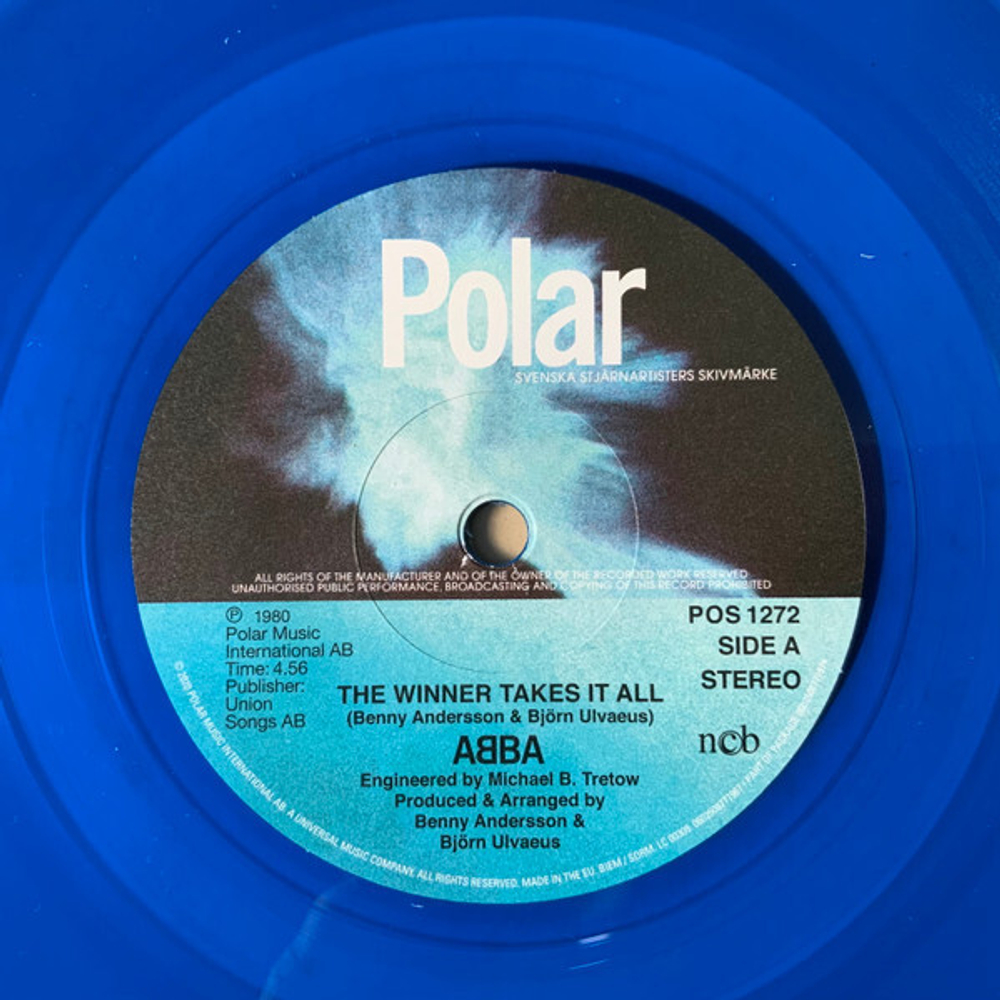 Polar
SVENSKA STJÄRNARTISTERS SKIVMÄRKE
ALL RIGHTS OF THE MANUFACTURER AND OF THE OWNER OF THE RECORDED WORK RESERVED
UNAUTHORISED PUBLIC PERFORMANCE, BROADCASTING AND COPYING OF THIS RECORD PROHIBITED
℗ 1980
Polar Music
International AB
Time: 4.56
Publisher:
Union
Songs AB
POS 1272
SIDE A
STEREO
THE WINNER TAKES IT ALL
(Benny Andersson & Björn Ulvaeus)
ABBA
ncb
Engineered by Michael B. Tretow
Produced & Arranged by
Benny Andersson &
Björn Ulvaeus
POLAR MUSIC INTERNATIONAL AB. A UNIVERSAL MUSIC COMPANY. ALL RIGHTS RESERVED. MADE IN THE EU. BIEM / SDRM. LC 00309